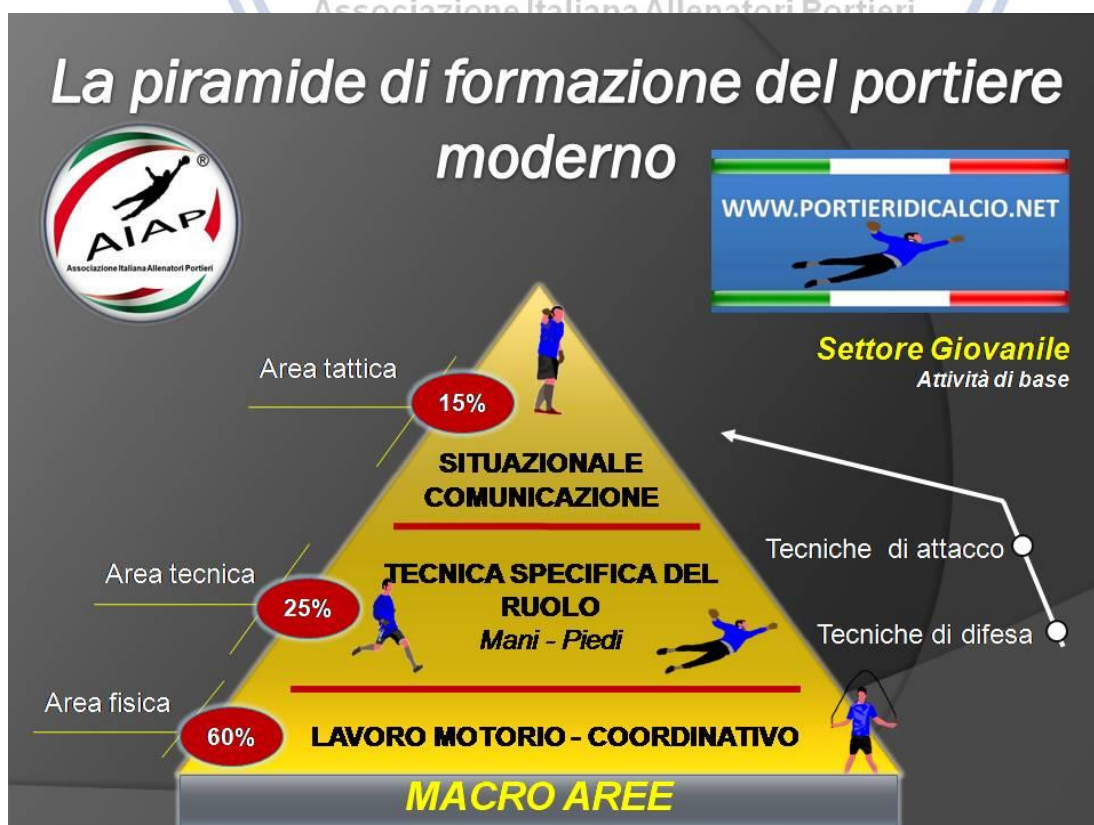 Associazione Italiana Allenatori Portieri
La piramide di formazione del portiere
moderno
®
AIAP
Associazione Italiana Allenatori Portieri
WWW.PORTIERIDICALCIO.NET
Settore Giovanile
Attività di base
Area tattica
15%
SITUAZIONALE
COMUNICAZIONE
Tecniche di attacco
Area tecnica
25%
TECNICA SPECIFICA DEL
RUOLO
Mani - Piedi
Tecniche di difesa
Area fisica
60%
LAVORO MOTORIO - COORDINATIVO
MACRO AREE